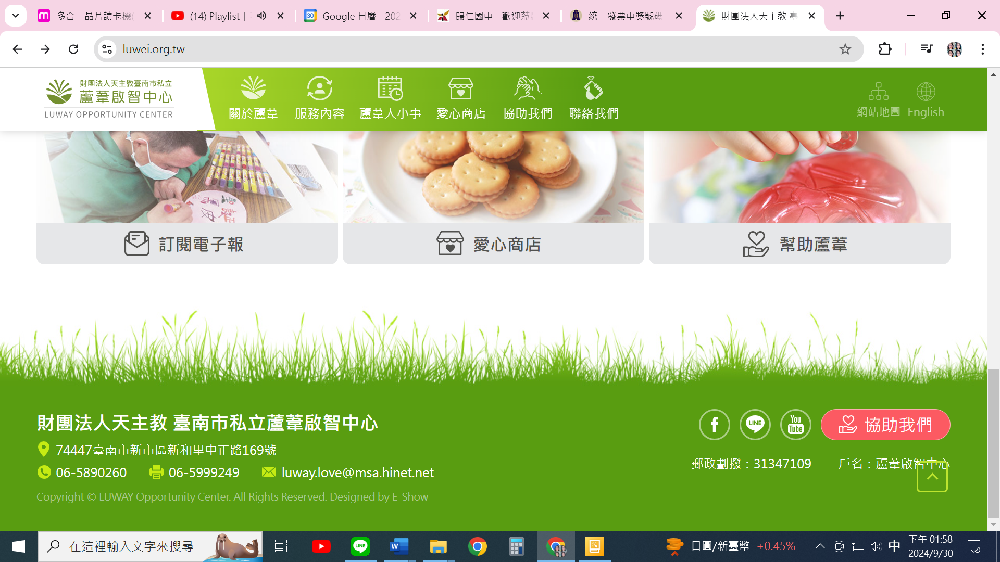 多合一晶片讀卡機(
(14) Playlist |
Google 日曆 - 202
歸仁國中 - 歡迎蒞
統一發票中獎號碼
財團法人天主教 臺
luwei.org.tw
財團法人天主教臺南市私立
蘆葦啟智中心
LUWAY OPPORTUNITY CENTER
關於蘆葦
服務內容
蘆葦大小事
愛心商店
協助我們
聯絡我們
網站地圖
English
訂閱電子報
愛心商店
幫助蘆葦
財團法人天主教 臺南市私立蘆葦啟智中心
74447臺南市新市區新和里中正路169號
06-5890260
06-5999249
luway.love@msa.hinet.net
Copyright © LUWAY Opportunity Center. All Rights Reserved. Designed by E-Show
LINE
You
Tube
協助我們
郵政劃撥：31347109
戶名：蘆葦啟智中心
在這裡輸入文字來搜尋
日圓/新臺幣 +0.45%
中
下午 01:58
2024/9/30